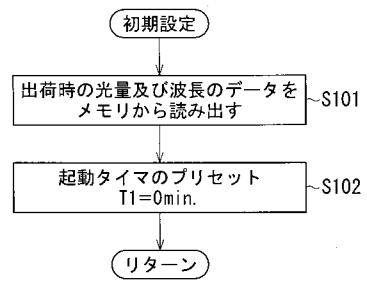 初期設定
出荷時の光量及び波長のデータを
メモリから読み出す
S101
起動タイマのプリセット
T1=0min.
S102
リターン